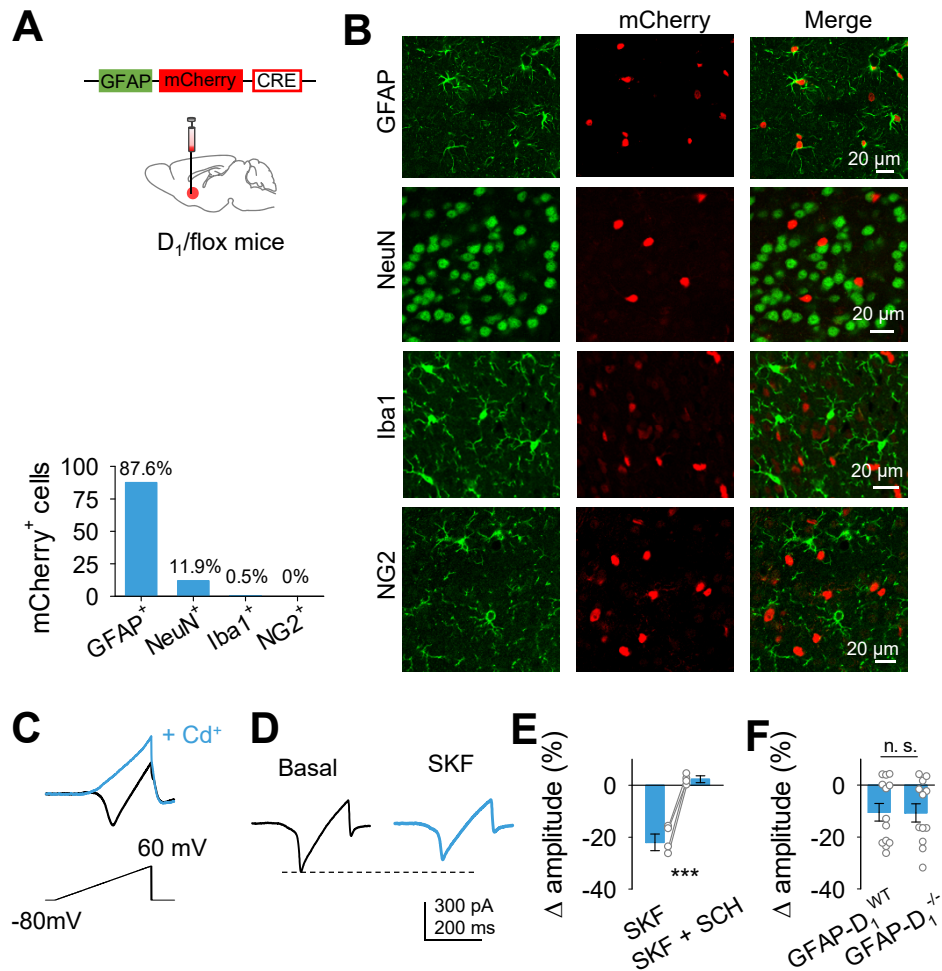 A
GFAP mCherry CRE
D₁/flox mice
mCherry⁺ cells
100
75
50
25
0
87.6%
11.9%
0.5%
0%
GFAP⁺
NeuN⁺
Iba1⁺
NG2⁺
B
mCherry
Merge
GFAP
20 µm
NeuN
20 µm
Iba1
20 µm
NG2
20 µm
C
+ Cd⁺
60 mV
-80mV
D
Basal
SKF
300 pA
200 ms
E
Δ amplitude (%)
0
-20
-40
***
SKF
SKF + SCH
F
Δ amplitude (%)
n. s.
0
-20
-40
GFAP-D₁ᵂᵀ
GFAP-D₁⁻/⁻